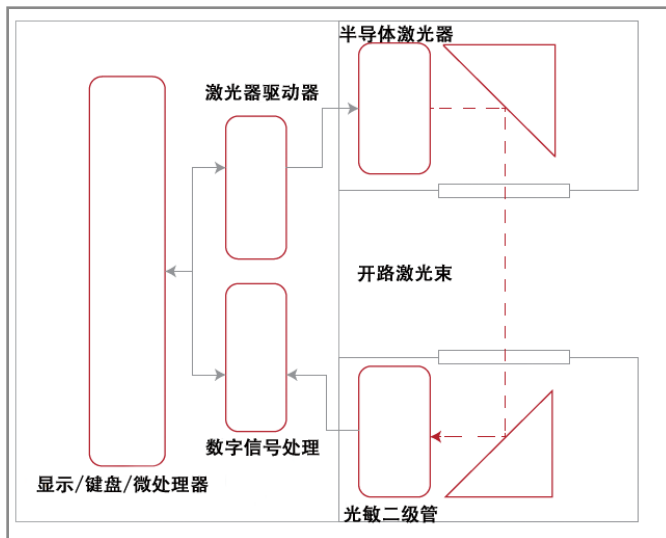 半导体激光器
激光器驱动器
开路激光束
数字信号处理
显示/键盘/微处理器
光敏二级管